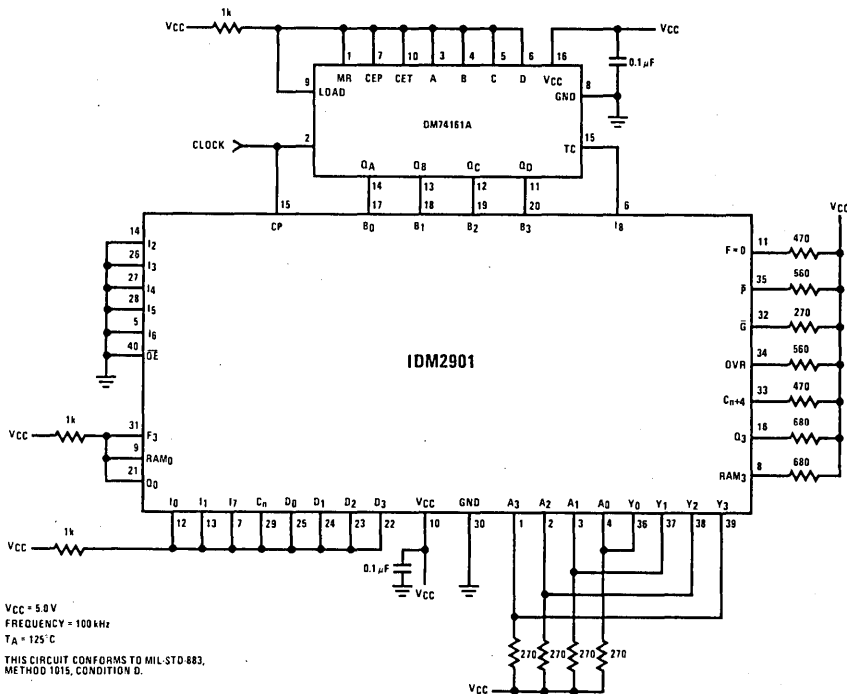 1k
VCC
VCC
1 7 10 3 4 5 6 16
0.1 µF
MR CEP CET A B C D VCC
9 LOAD
8
GND
DM74161A
CLOCK
2
15
TC
QA QB QC QD
14 13 12 11
15 17 18 19 20 6
CP B0 B1 B2 B3 I8
VCC
14 I2
26 I3
27 I4
28 I5
5 I6
40 OE
F=0 11 470
P 35 560
G 32 270
OVR 34 560
Cn+4 33 470
Q3 16 680
RAM3 8 680
IDM2901
1k
VCC
31 F3
9 RAM0
21 Q0
I0 I1 I7 Cn D0 D1 D2 D3 VCC GND A3 A2 A1 A0 Y0 Y1 Y2 Y3
12 13 7 29 25 24 23 22 10 30 1 2 3 4 36 37 38 39
1k
VCC
0.1 µF
VCC
270 270 270 270
VCC
VCC = 5.0 V
FREQUENCY = 100 kHz
TA = 125°C
THIS CIRCUIT CONFORMS TO MIL-STD-883,
METHOD 1015, CONDITION D.